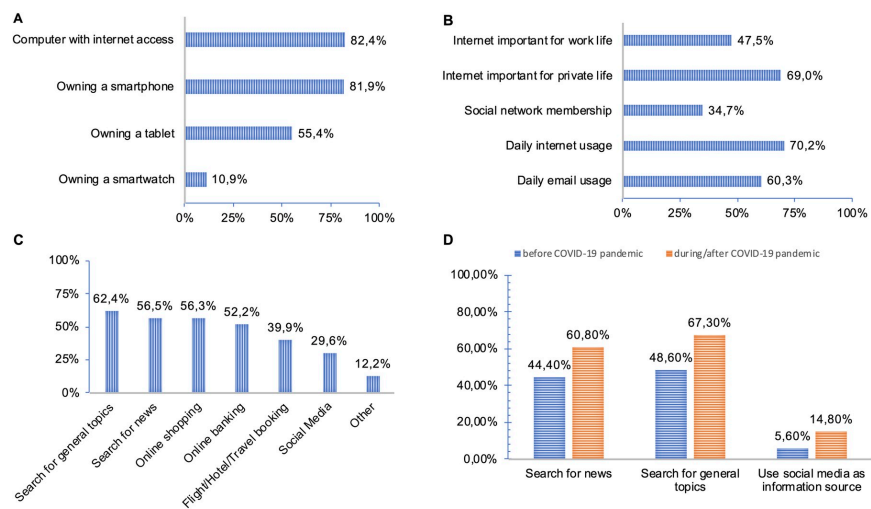 A
Computer with internet access
82,4%
Owning a smartphone
81,9%
Owning a tablet
55,4%
Owning a smartwatch
10,9%
0% 25% 50% 75% 100%
B
Internet important for work life
47,5%
Internet important for private life
69,0%
Social network membership
34,7%
Daily internet usage
70,2%
Daily email usage
60,3%
0% 25% 50% 75% 100%
C
100%
75%
50%
25%
0%
62,4% 56,5% 56,3% 52,2% 39,9% 29,6% 12,2%
Search for general topics
Search for news
Online shopping
Online banking
Flight/Hotel/Travel booking
Social Media
Other
D
before COVID-19 pandemic during/after COVID-19 pandemic
100,00%
80,00%
60,00%
40,00%
20,00%
0,00%
44,40% 60,80% 48,60% 67,30% 5,60% 14,80%
Search for news
Search for general
topics
Use social media as
information source